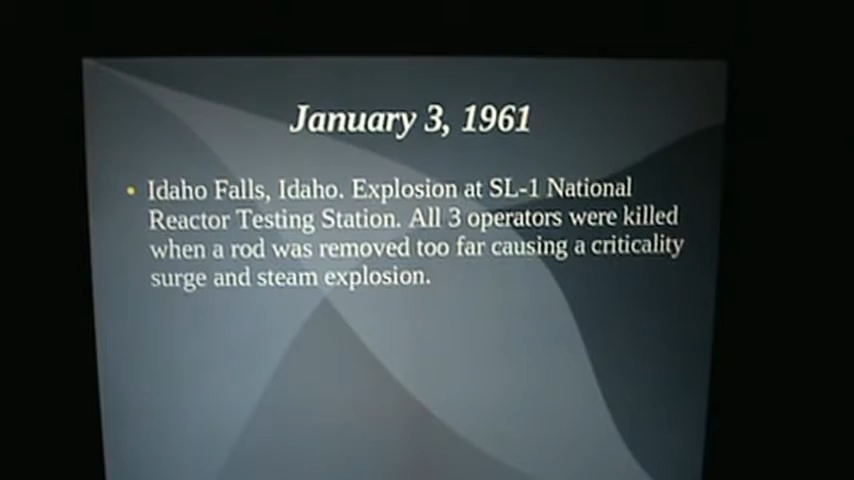 January 3, 1961
• Idaho Falls, Idaho. Explosion at SL-1 National
Reactor Testing Station. All 3 operators were killed
when a rod was removed too far causing a criticality
surge and steam explosion.